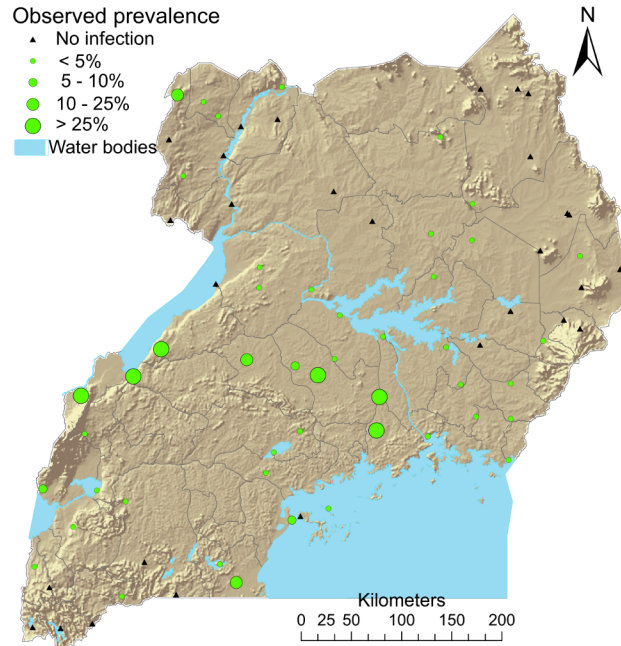 Observed prevalence
No infection
< 5%
5 - 10%
10 - 25%
> 25%
Water bodies
N
Kilometers
0 25 50 100 150 200